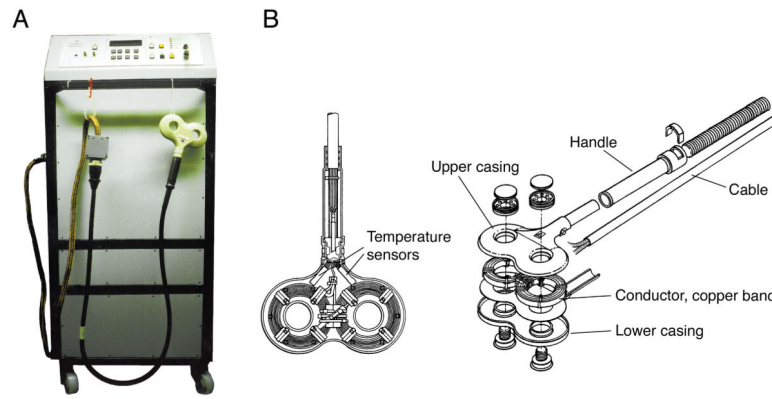 A
B
Handle
Upper casing
Cable
Temperature
sensors
Conductor, copper band
Lower casing